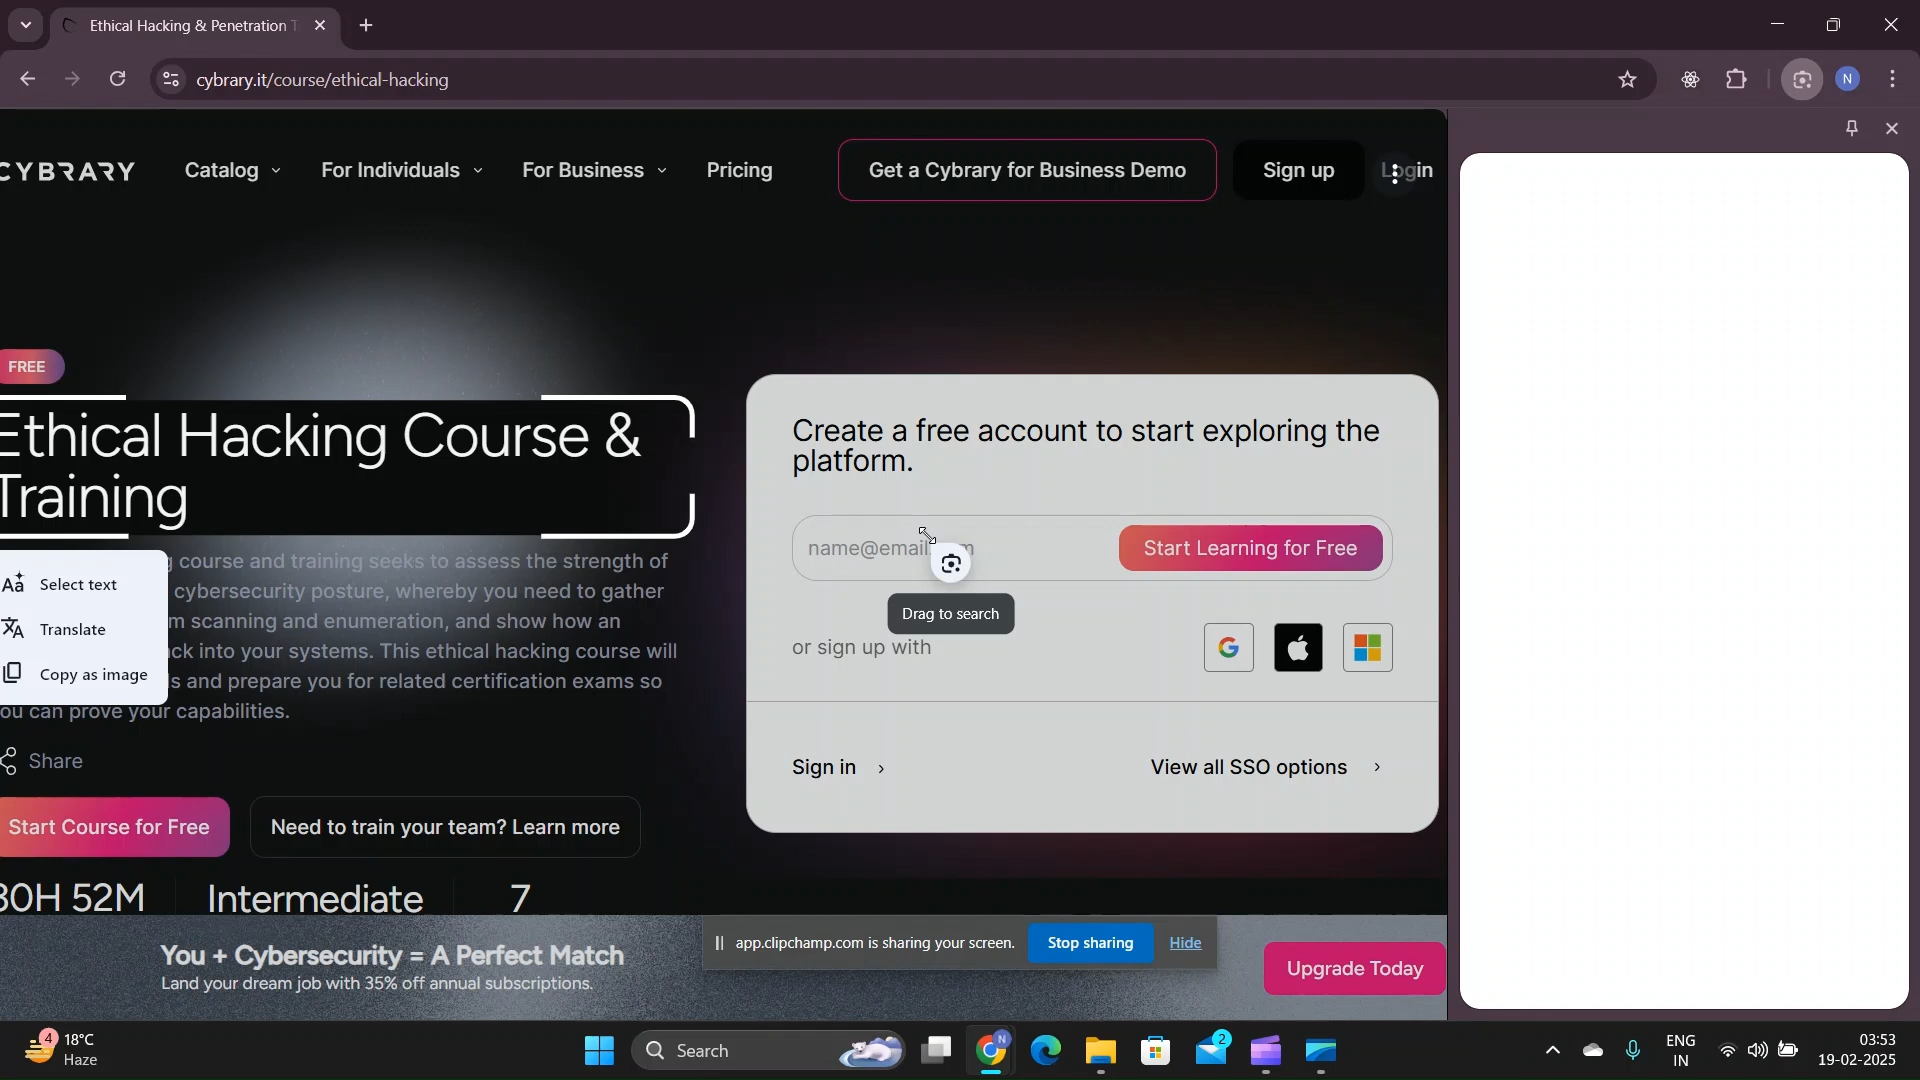 Ethical Hacking & Penetration T
cybrary.it/course/ethical-hacking
N
CYBRARY
Catalog
For Individuals
For Business
Pricing
Get a Cybrary for Business Demo
Sign up
Login
FREE
Ethical Hacking Course &
Training
course and training seeks to assess the strength of
cybersecurity posture, whereby you need to gather
m scanning and enumeration, and show how an
ck into your systems. This ethical hacking course will
s and prepare you for related certification exams so
ou can prove your capabilities.
Select text
Translate
Copy as image
Share
Start Course for Free
Need to train your team? Learn more
30H 52M
Intermediate
7
Create a free account to start exploring the
platform.
name@email.com
Start Learning for Free
Drag to search
or sign up with
Sign in
View all SSO options
You + Cybersecurity = A Perfect Match
Land your dream job with 35% off annual subscriptions.
app.clipchamp.com is sharing your screen.
Stop sharing
Hide
Upgrade Today
4
18°C
Haze
Search
N
2
ENG
IN
03:53
19-02-2025